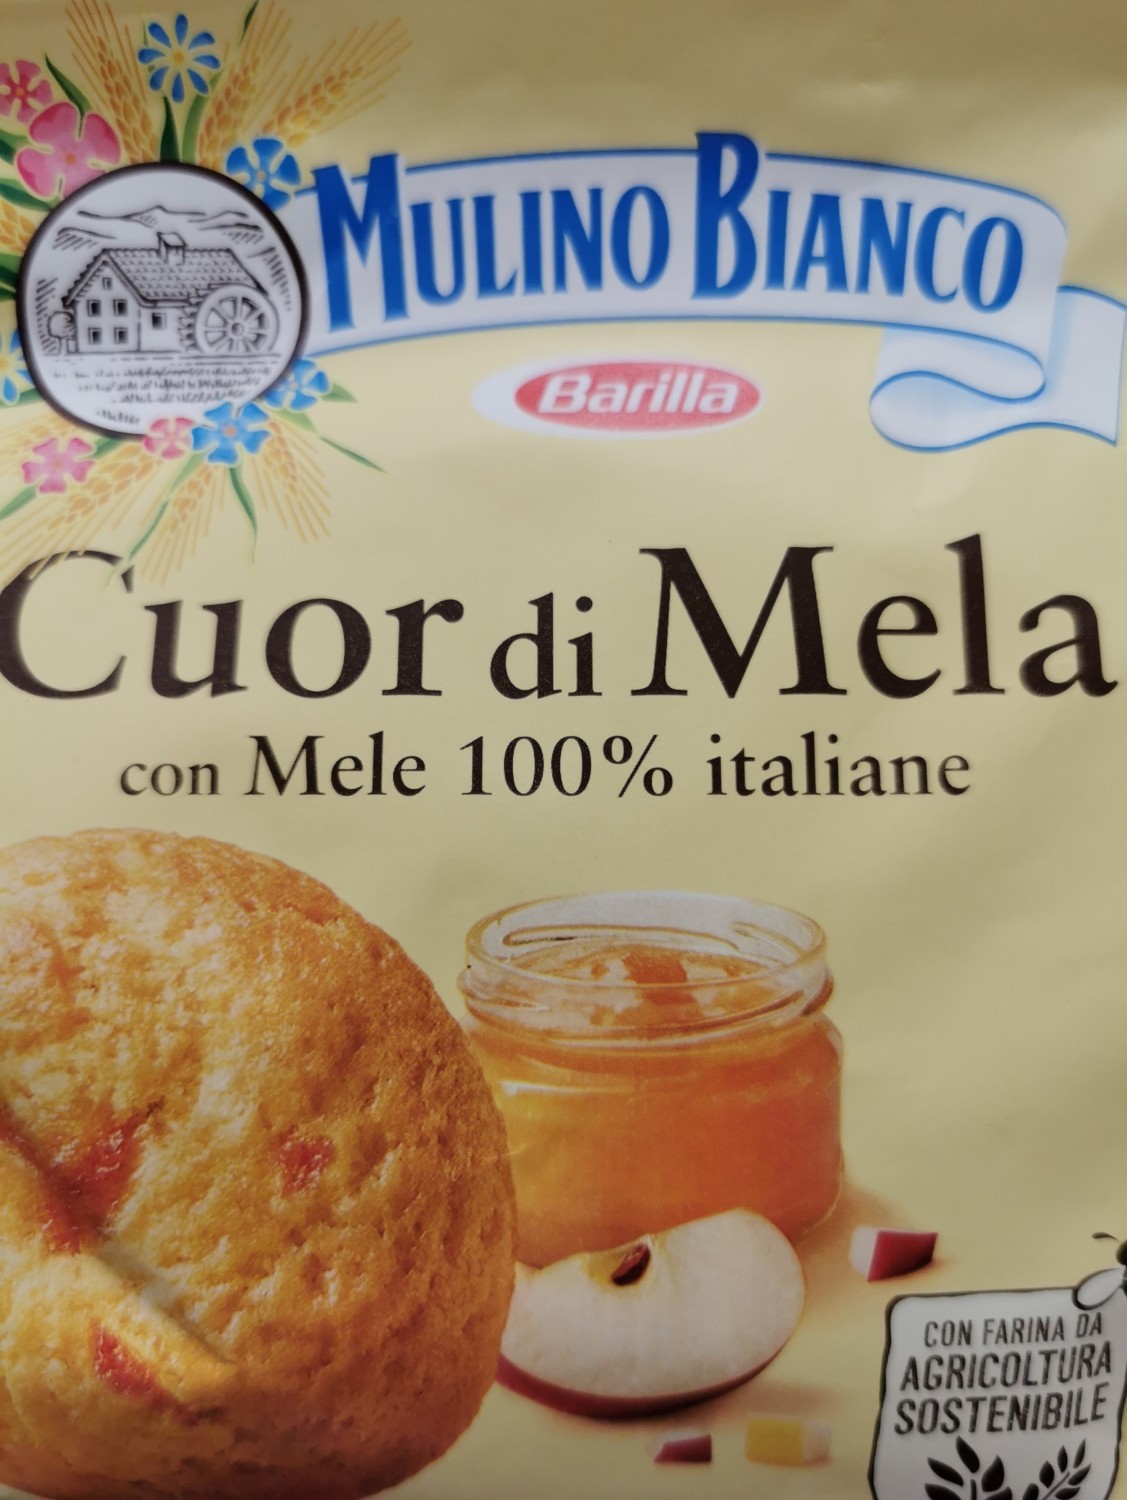 MULINO BIANCO
Barilla
Cuor di Mela
con Mele 100% italiane
CON FARINA DA
AGRICOLTURA
SOSTENIBILE